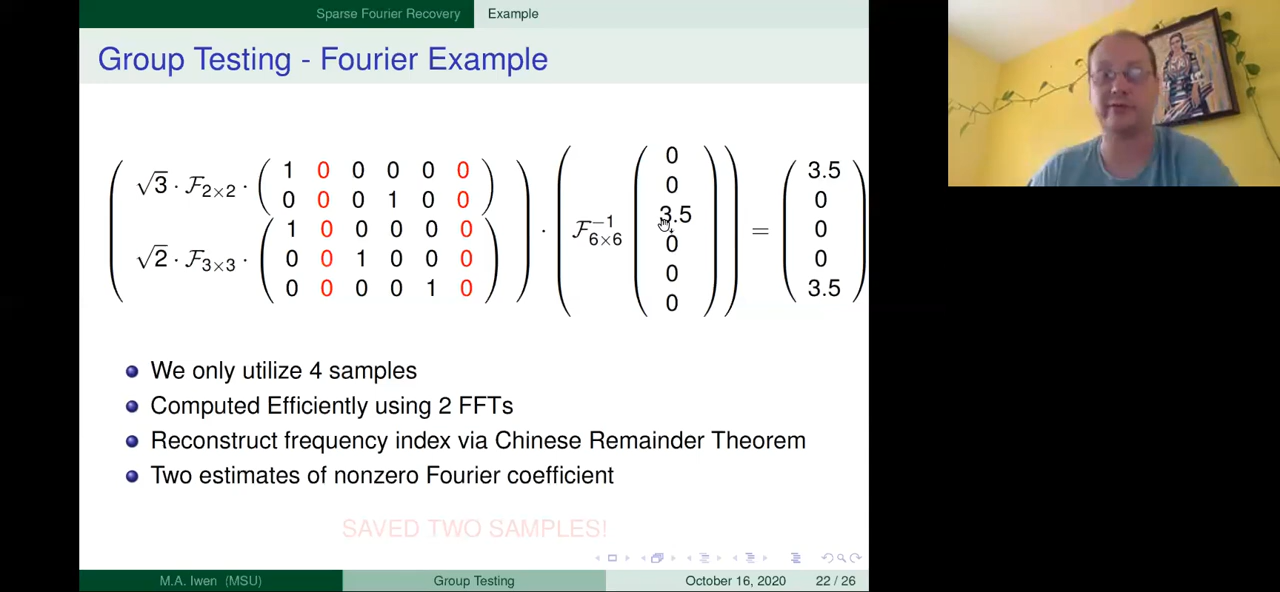 Sparse Fourier Recovery Example
Group Testing - Fourier Example
√3 · F2×2 · ( 1 0 0 0 0 0
0 0 0 1 0 0 )
√2 · F3×3 · ( 1 0 0 0 0 0
0 0 1 0 0 0
0 0 0 0 1 0 )
· ( F⁻¹6×6 ( 0
0
3.5
0
0
0 ) ) = ( 3.5
0
0
0
3.5 )
We only utilize 4 samples
Computed Efficiently using 2 FFTs
Reconstruct frequency index via Chinese Remainder Theorem
Two estimates of nonzero Fourier coefficient
SAVED TWO SAMPLES!
M.A. Iwen (MSU) Group Testing October 16, 2020 22 / 26